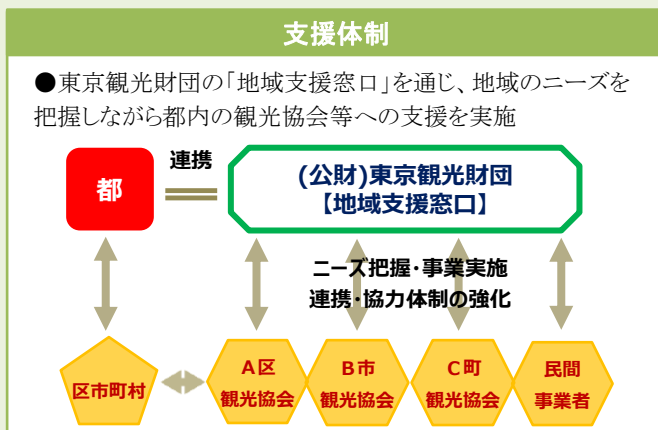 支援体制
●東京観光財団の「地域支援窓口」を通じ、地域のニーズを
把握しながら都内の観光協会等への支援を実施
都
連携
(公財)東京観光財団
【地域支援窓口】
ニーズ把握・事業実施
連携・協力体制の強化
区市町村
A区
観光協会
B市
観光協会
C町
観光協会
民間
事業者